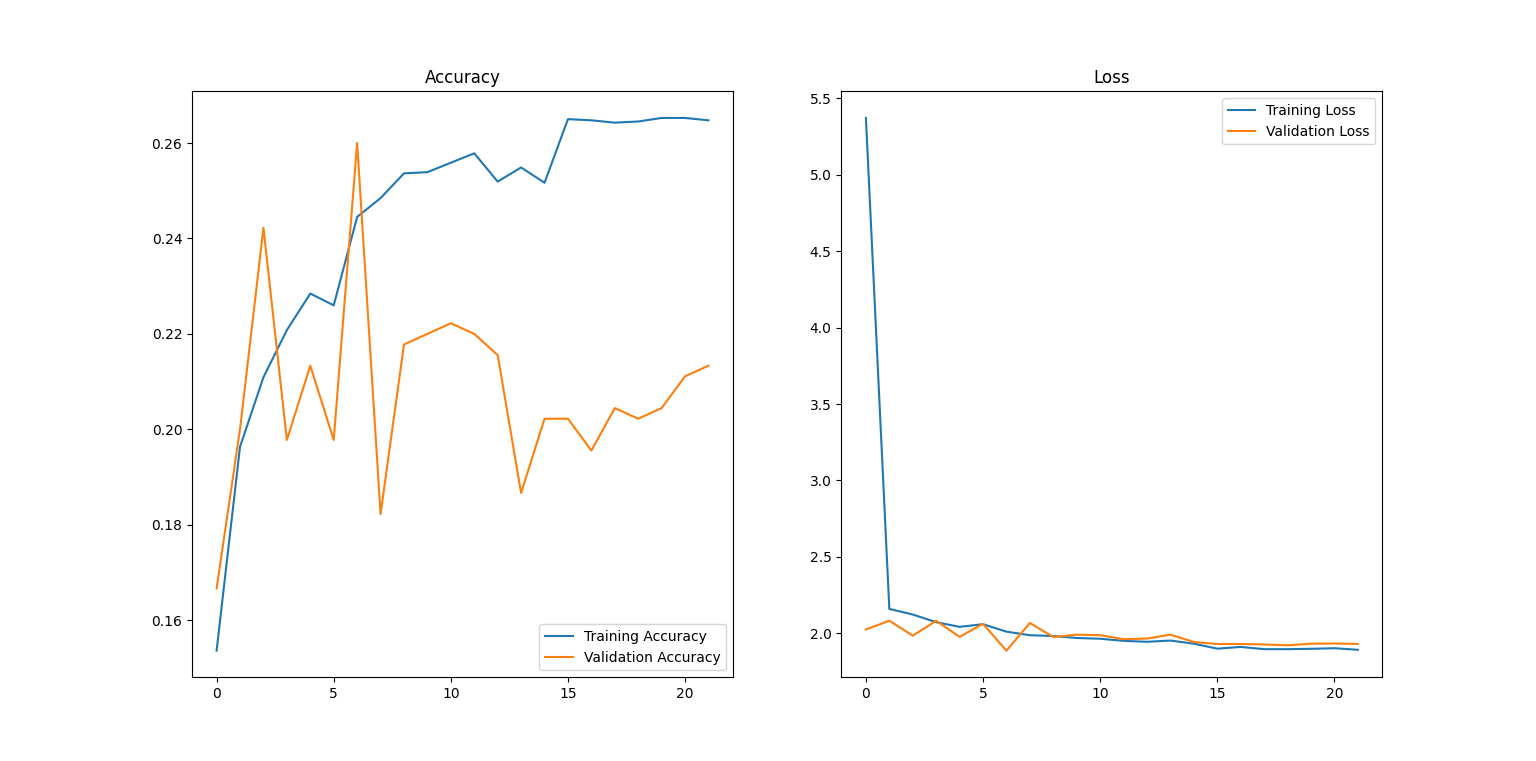 Accuracy
0.26
0.24
0.22
0.20
0.18
0.16
0 5 10 15 20
Training Accuracy
Validation Accuracy
Loss
5.5
5.0
4.5
4.0
3.5
3.0
2.5
2.0
0 5 10 15 20
Training Loss
Validation Loss